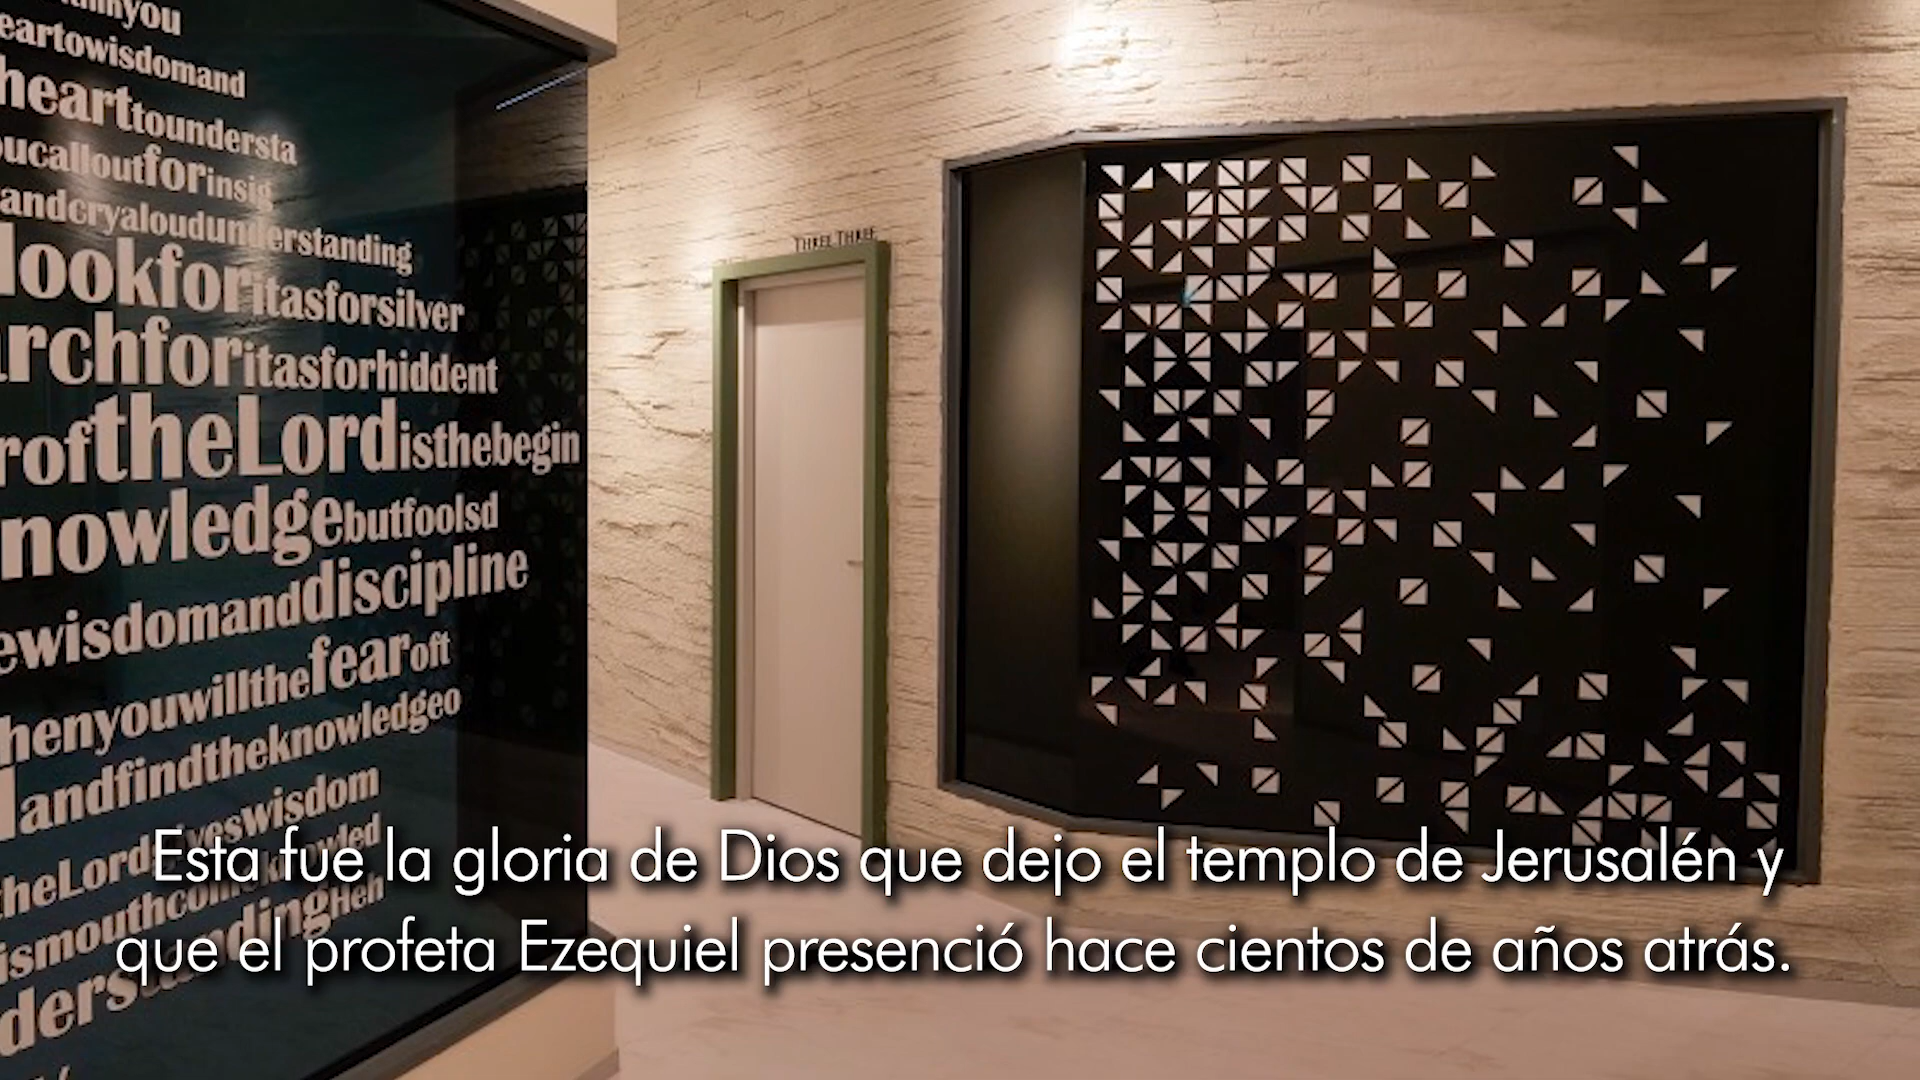 eartowisdomand
hearttoundersta
oucalloutforinsig
andcryaloudunderstanding
lookforitasforsilver
archforitasforhiddent
roftheLordisthebegin
nowledgebutfoolsd
ewisdomanddiscipline
henyouwillthefearoft
andfindtheknowledgeo
THREE THREE
Esta fue la gloria de Dios que dejo el templo de Jerusalén y
que el profeta Ezequiel presenció hace cientos de años atrás.